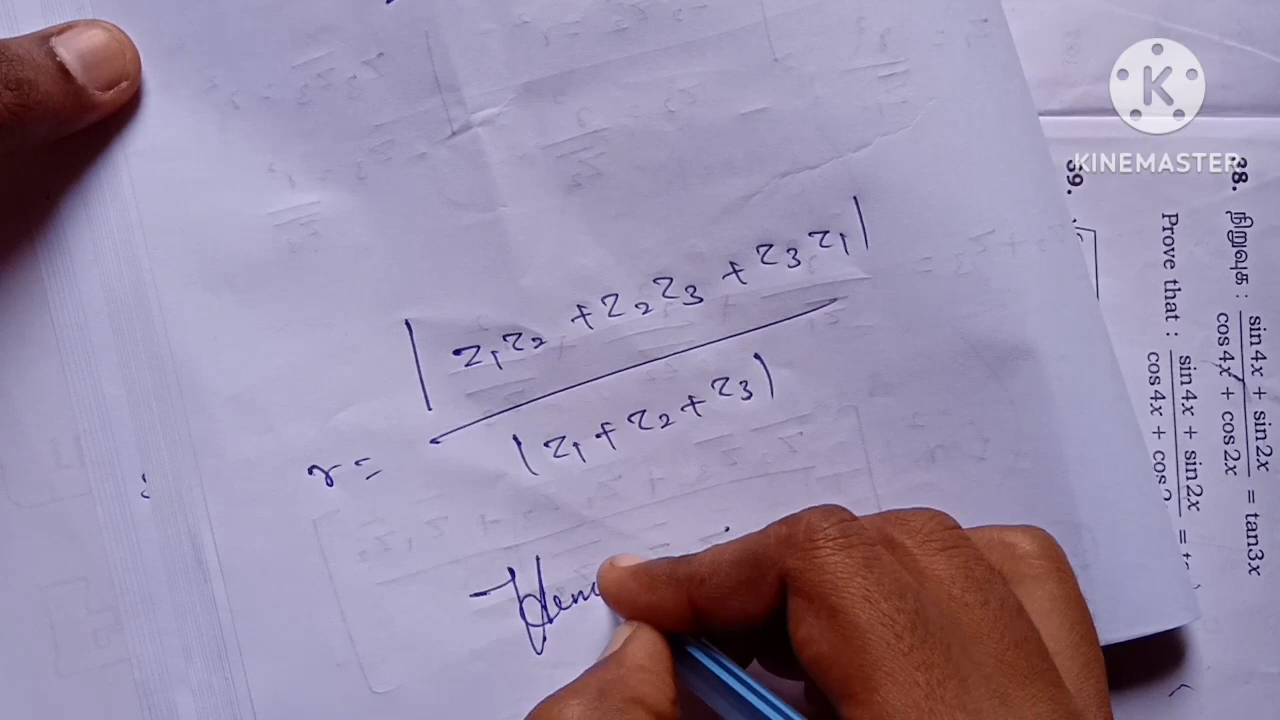 |z₁z₂ + z₂z₃ + z₃z₁|
r = ―――――――――
|z₁ + z₂ + z₃|
KINEMASTER
38. நிறுவுக : (sin 4x + sin 2x)/(cos 4x + cos 2x) = tan 3x
Prove that : (sin 4x + sin 2x)/(cos 4x + cos 2
39.